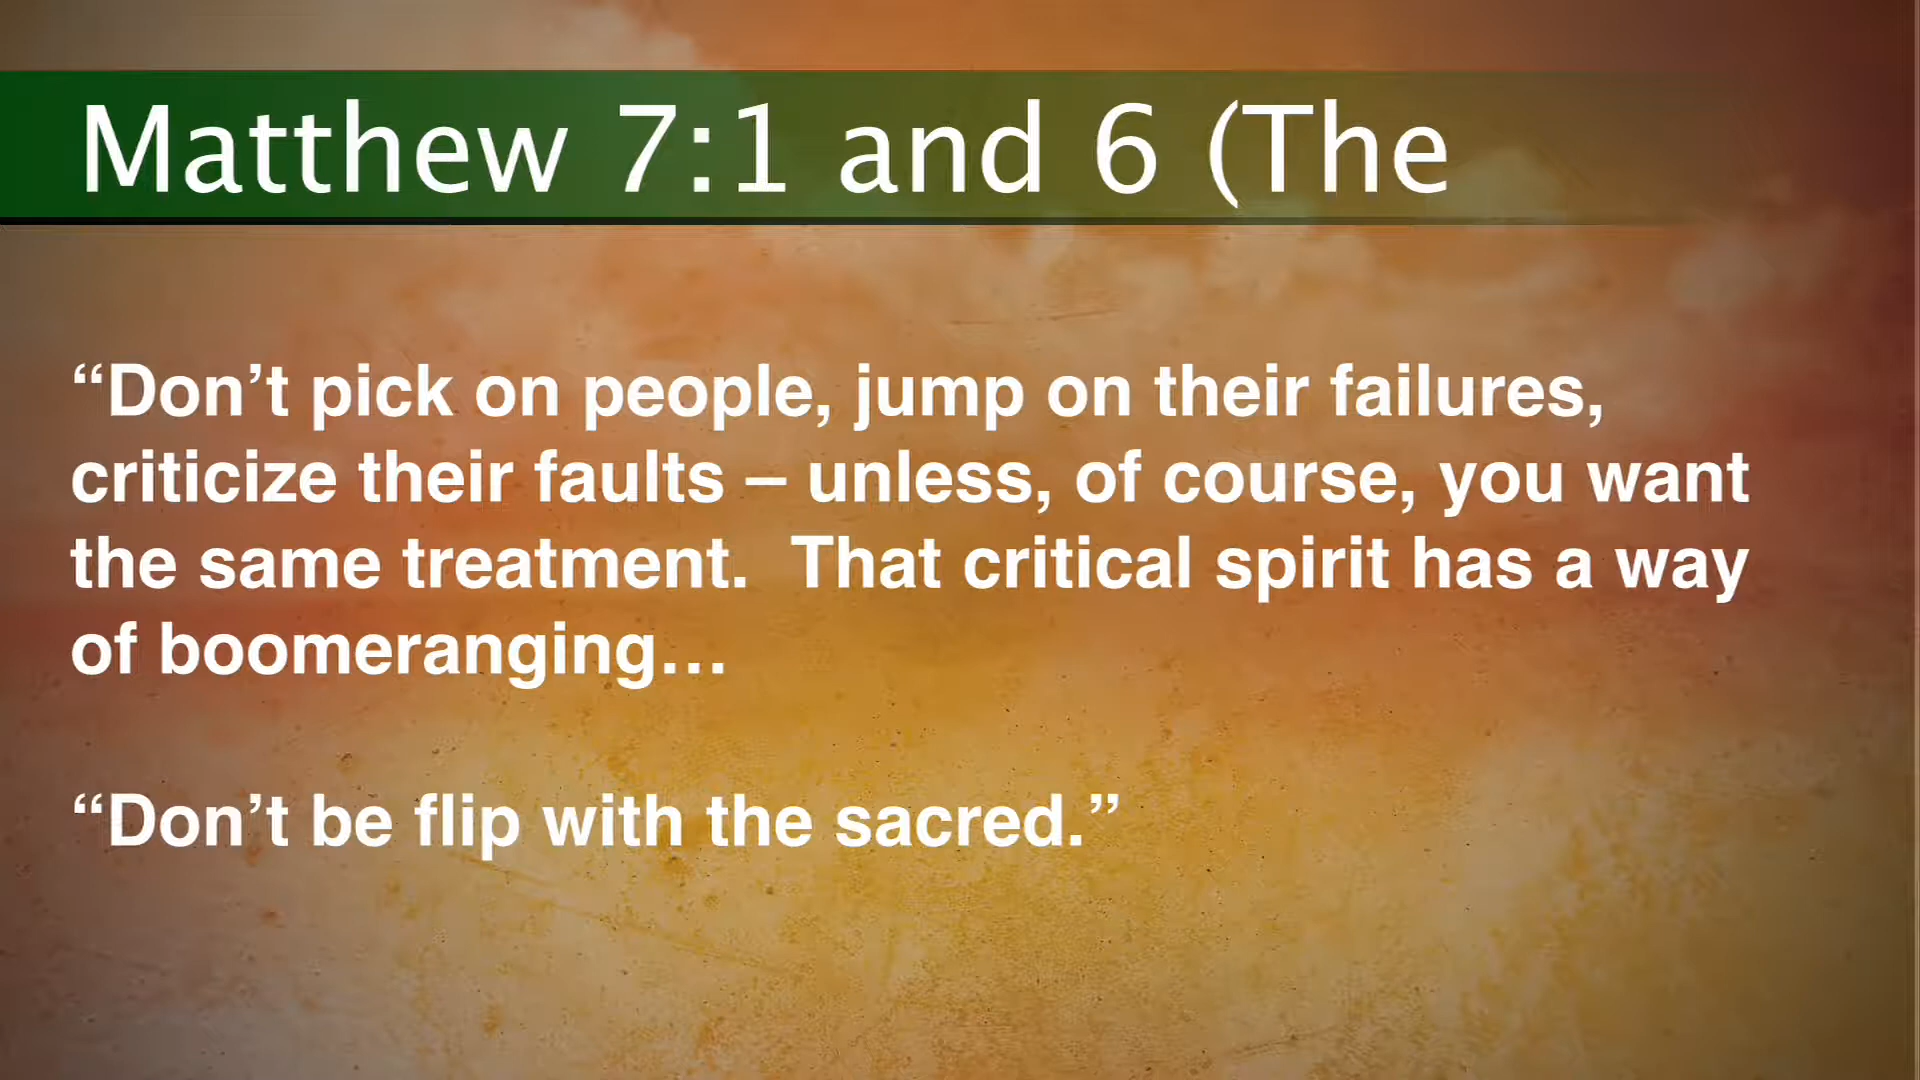 Matthew 7:1 and 6 (The
“Don’t pick on people, jump on their failures,
criticize their faults – unless, of course, you want
the same treatment.  That critical spirit has a way
of boomeranging…
“Don’t be flip with the sacred.”